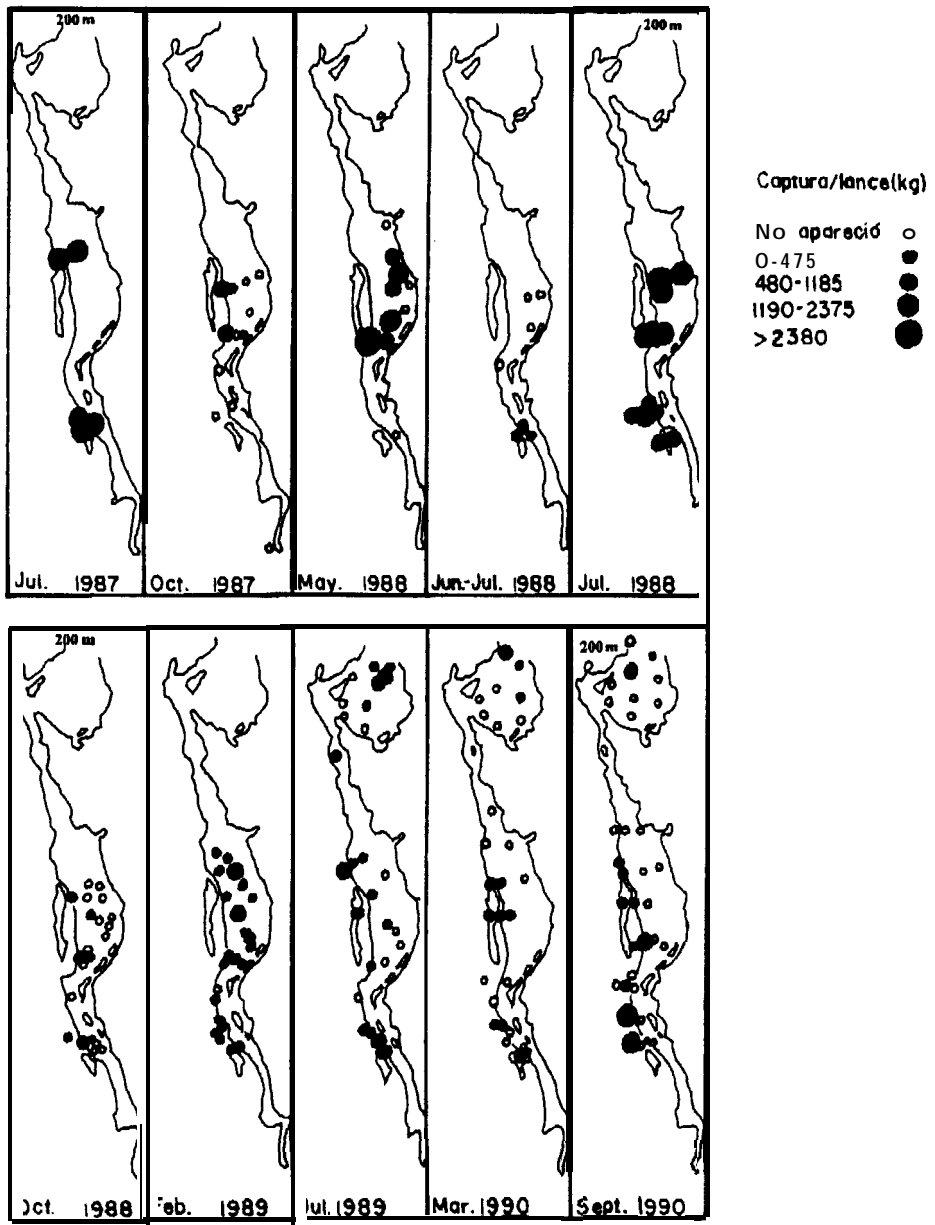 200 m
200 m
Captura/lance(kg)
No apareció
0-475
480-1185
1190-2375
>2380
Jul. 1987
Oct. 1987
May. 1988
Jun.-Jul. 1988
Jul. 1988
200 m
200 m
Oct. 1988
Feb. 1989
Jul. 1989
Mar. 1990
Sept. 1990